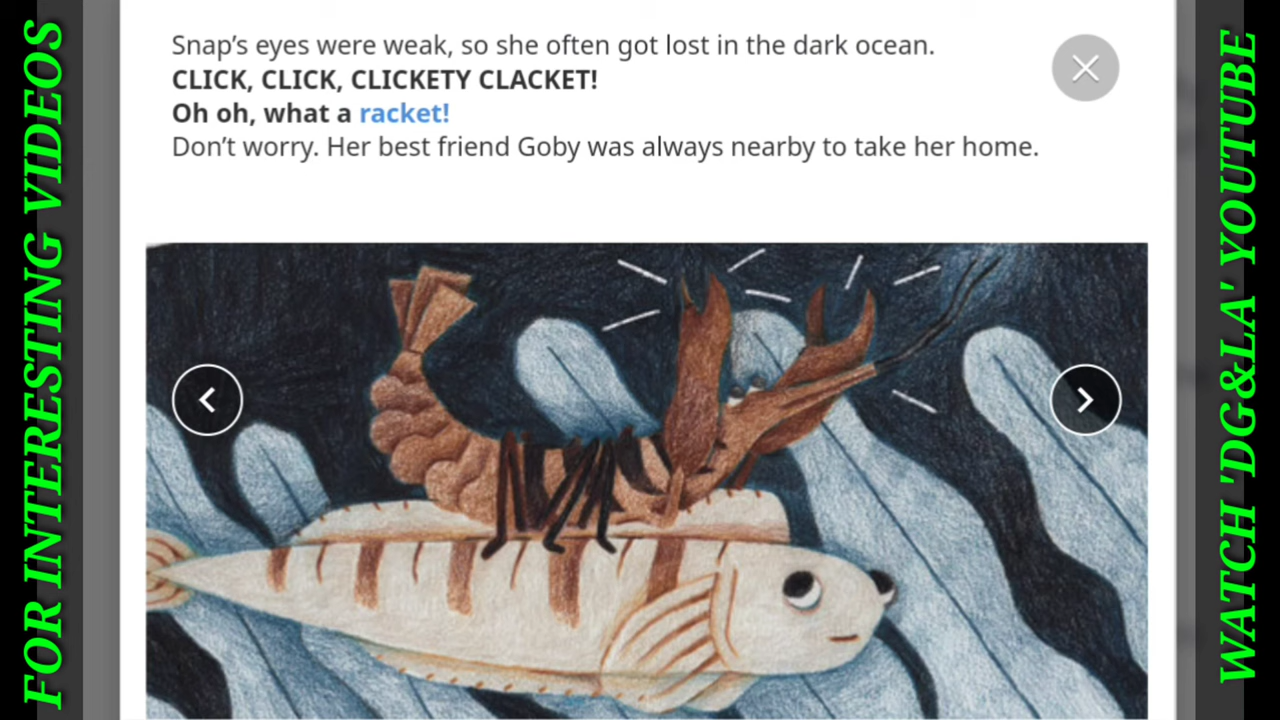 FOR INTERESTING VIDEOS
Snap’s eyes were weak, so she often got lost in the dark ocean.
CLICK, CLICK, CLICKETY CLACKET!
Oh oh, what a racket!
Don’t worry. Her best friend Goby was always nearby to take her home.
WATCH 'DG&LA' YOUTUBE